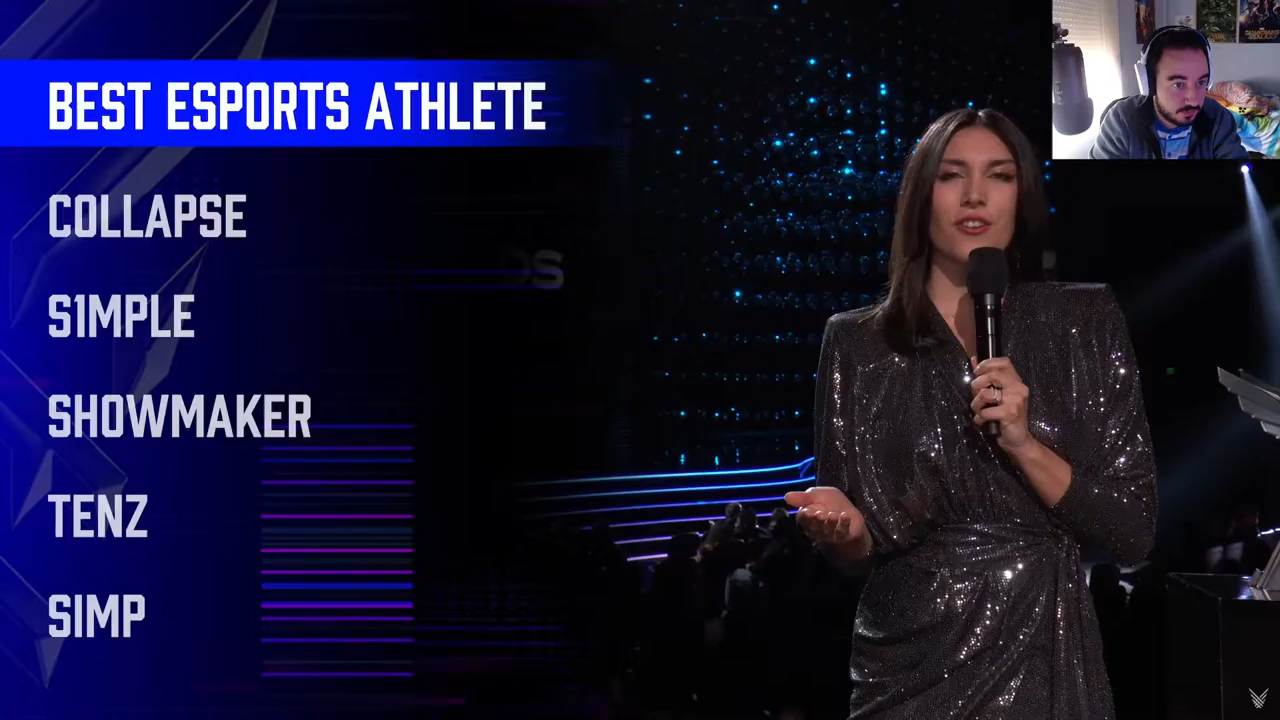 BEST ESPORTS ATHLETE
COLLAPSE
S1MPLE
SHOWMAKER
TENZ
SIMP